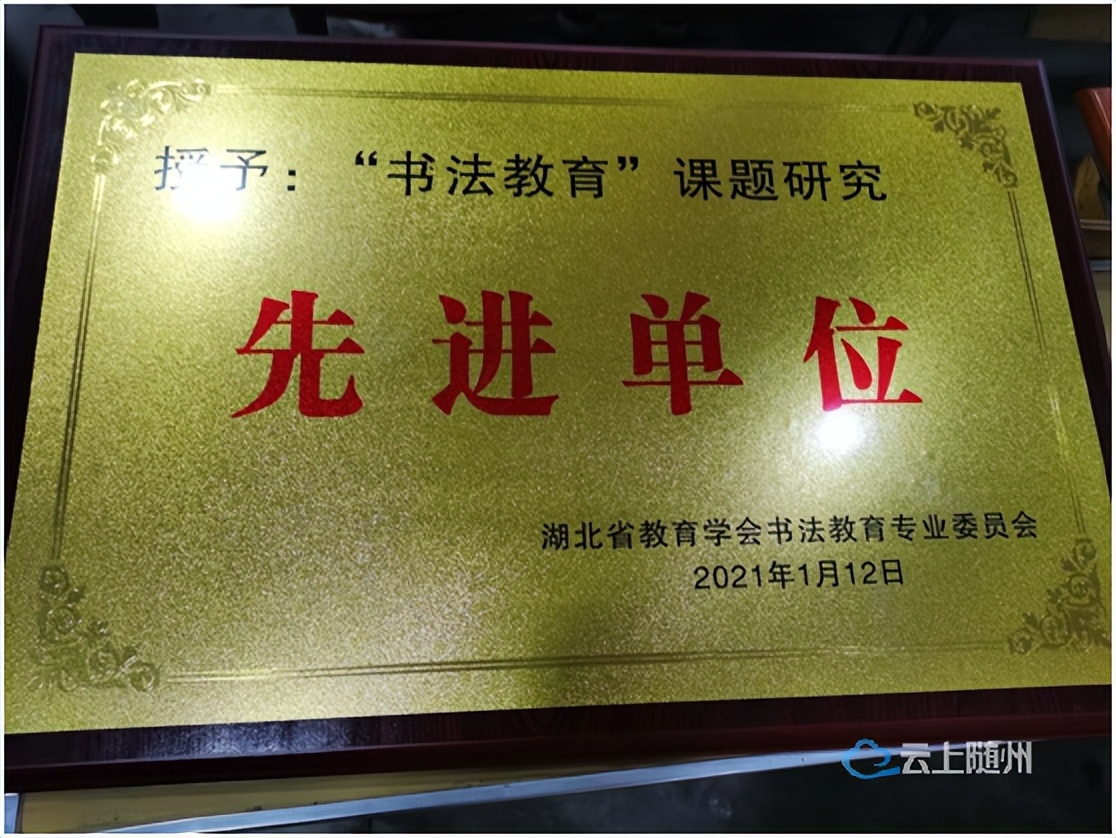 授予：“书法教育”课题研究
先进单位
湖北省教育学会书法教育专业委员会
2021年1月12日
云上随州